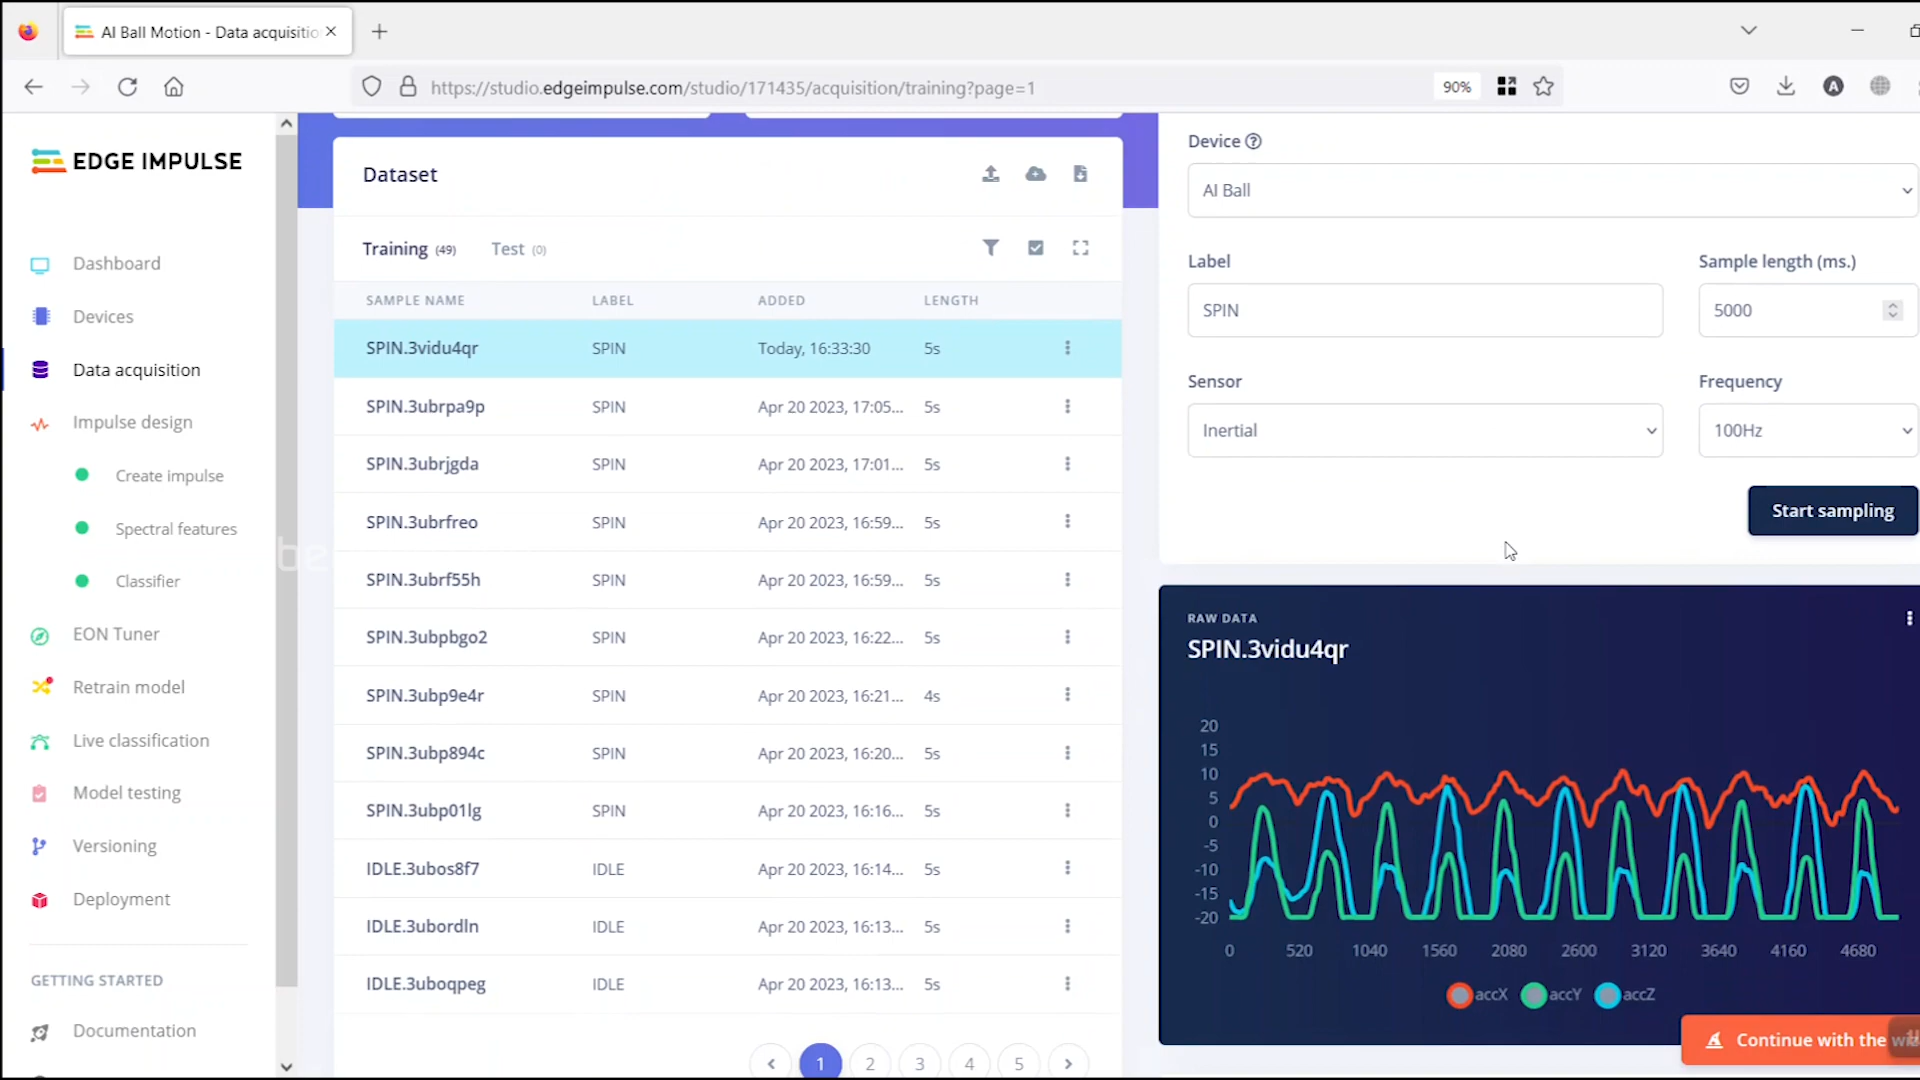 AI Ball Motion - Data acquisitio
https://studio.edgeimpulse.com/studio/171435/acquisition/training?page=1
90%
A
EDGE IMPULSE
Dashboard
Devices
Data acquisition
Impulse design
Create impulse
Spectral features
Classifier
EON Tuner
Retrain model
Live classification
Model testing
Versioning
Deployment
GETTING STARTED
Documentation
Dataset
Training (49) Test (0)
SAMPLE NAME LABEL ADDED LENGTH
SPIN.3vidu4qr SPIN Today, 16:33:30 5s
SPIN.3ubrpa9p SPIN Apr 20 2023, 17:05... 5s
SPIN.3ubrjgda SPIN Apr 20 2023, 17:01... 5s
SPIN.3ubrfreo SPIN Apr 20 2023, 16:59... 5s
SPIN.3ubrf55h SPIN Apr 20 2023, 16:59... 5s
SPIN.3ubpbgo2 SPIN Apr 20 2023, 16:22... 5s
SPIN.3ubp9e4r SPIN Apr 20 2023, 16:21... 4s
SPIN.3ubp894c SPIN Apr 20 2023, 16:20... 5s
SPIN.3ubp01lg SPIN Apr 20 2023, 16:16... 5s
IDLE.3ubos8f7 IDLE Apr 20 2023, 16:14... 5s
IDLE.3ubordln IDLE Apr 20 2023, 16:13... 5s
IDLE.3uboqpeg IDLE Apr 20 2023, 16:13... 5s
1 2 3 4 5
Device
AI Ball
Label Sample length (ms.)
SPIN 5000
Sensor Frequency
Inertial 100Hz
Start sampling
RAW DATA
SPIN.3vidu4qr
20
15
10
5
0
-5
-10
-15
-20
0 520 1040 1560 2080 2600 3120 3640 4160 4680
accX accY accZ
Continue with the